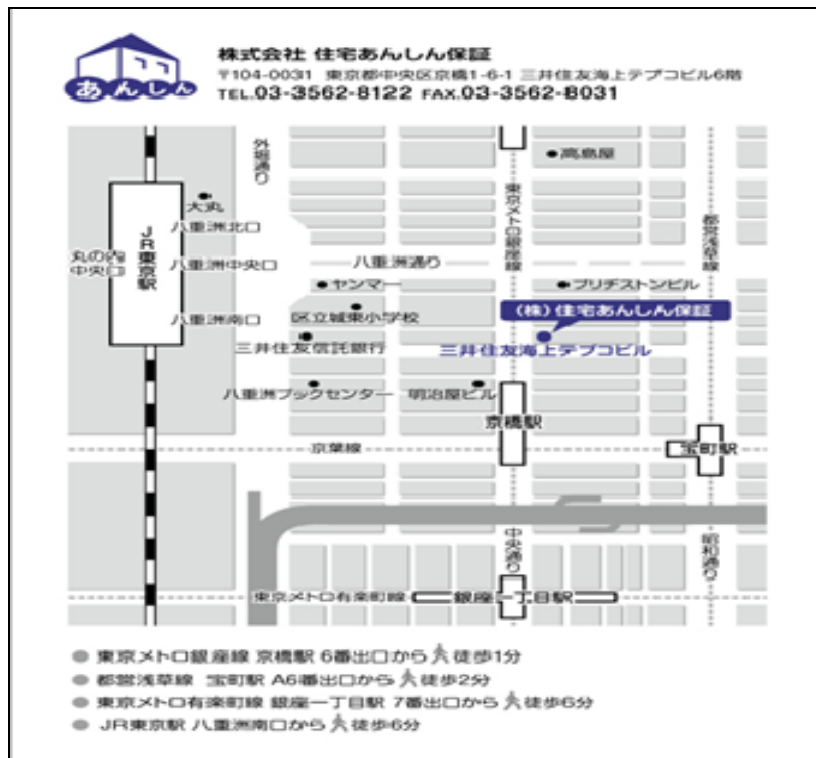 あんしん
株式会社 住宅あんしん保証
〒104-0031 東京都中央区京橋1-6-1 三井住友海上テプコビル6階
TEL.03-3562-8122 FAX.03-3562-8031
外堀通り
高島屋
東京メトロ銀座線
都営浅草線
大丸
八重洲北口
JR東京駅
丸の内
中央口
八重洲中央口
八重洲通り
ヤンマー
ブリヂストンビル
八重洲南口
区立城東小学校
(株)住宅あんしん保証
三井住友信託銀行
三井住友海上テプコビル
八重洲ブックセンター
明治屋ビル
京橋駅
京葉線
宝町駅
中央通り
昭和通り
東京メトロ有楽町線
銀座一丁目駅
東京メトロ銀座線 京橋駅 6番出口から 徒歩1分
都営浅草線 宝町駅 A6番出口から 徒歩2分
東京メトロ有楽町線 銀座一丁目駅 7番出口から 徒歩6分
JR東京駅 八重洲南口から 徒歩6分